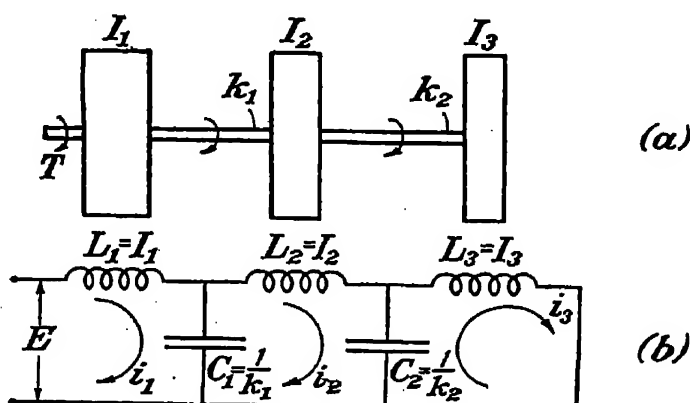 I₁ I₂ I₃
k₁ k₂
T
(a)
L₁=I₁ L₂=I₂ L₃=I₃
E i₁ C₁=1/k₁ i₂ C₂=1/k₂ i₃
(b)